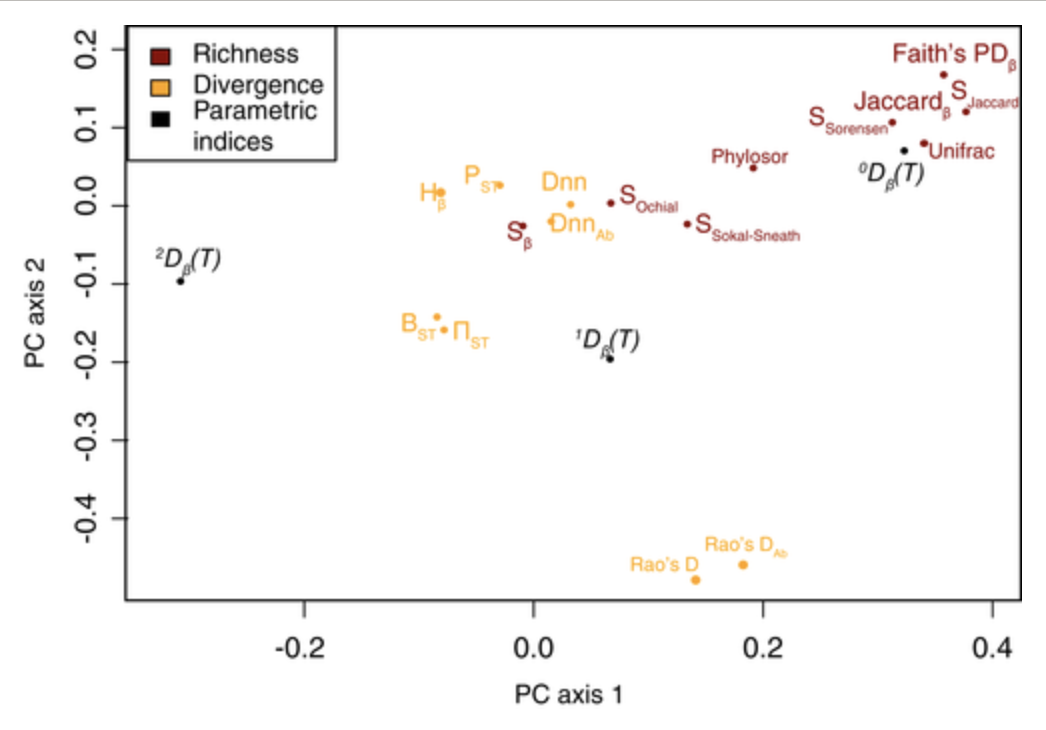 Richness
Divergence
Parametric
indices
Faith's PDβ
SJaccard
Jaccardβ
SSorensen
Unifrac
Phylosor
⁰Dβ(T)
PST
Dnn
Hβ
SOchial
DnnAb
SSokal-Sneath
Sβ
²Dβ(T)
BST
ΠST
¹Dβ(T)
Rao's DAb
Rao's D
0.2
0.1
0.0
-0.1
-0.2
-0.3
-0.4
PC axis 2
-0.2
0.0
0.2
0.4
PC axis 1